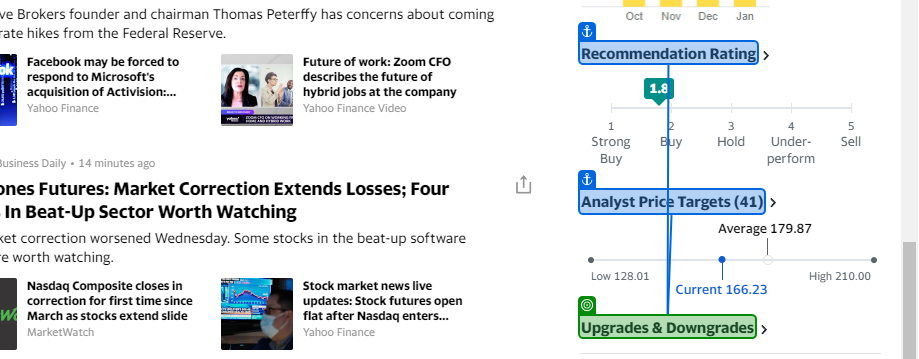 ve Brokers founder and chairman Thomas Peterffy has concerns about coming
rate hikes from the Federal Reserve.
Facebook may be forced to
respond to Microsoft's
acquisition of Activision:...
Yahoo Finance
Future of work: Zoom CFO
describes the future of
hybrid jobs at the company
Yahoo Finance Video
Business Daily • 14 minutes ago
ones Futures: Market Correction Extends Losses; Four
s In Beat-Up Sector Worth Watching
ket correction worsened Wednesday. Some stocks in the beat-up software
re worth watching.
Nasdaq Composite closes in
correction for first time since
March as stocks extend slide
MarketWatch
Stock market news live
updates: Stock futures open
flat after Nasdaq enters...
Yahoo Finance
Oct Nov Dec Jan
Recommendation Rating >
1.8
1 2 3 4 5
Strong Buy Hold Under- Sell
Buy perform
Analyst Price Targets (41) >
Average 179.87
Low 128.01 High 210.00
Current 166.23
Upgrades & Downgrades >